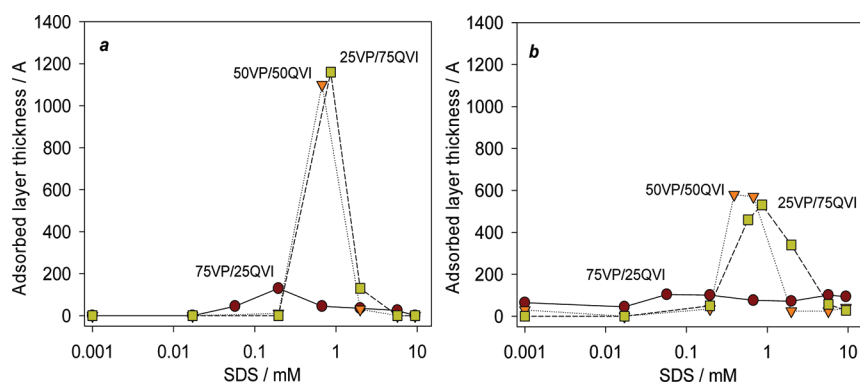 a
Adsorbed layer thickness / A
1400
1200
1000
800
600
400
200
0
50VP/50QVI
25VP/75QVI
75VP/25QVI
0.001 0.01 0.1 1 10
SDS / mM
b
Adsorbed layer thickness / A
1400
1200
1000
800
600
400
200
0
50VP/50QVI
25VP/75QVI
75VP/25QVI
0.001 0.01 0.1 1 10
SDS / mM